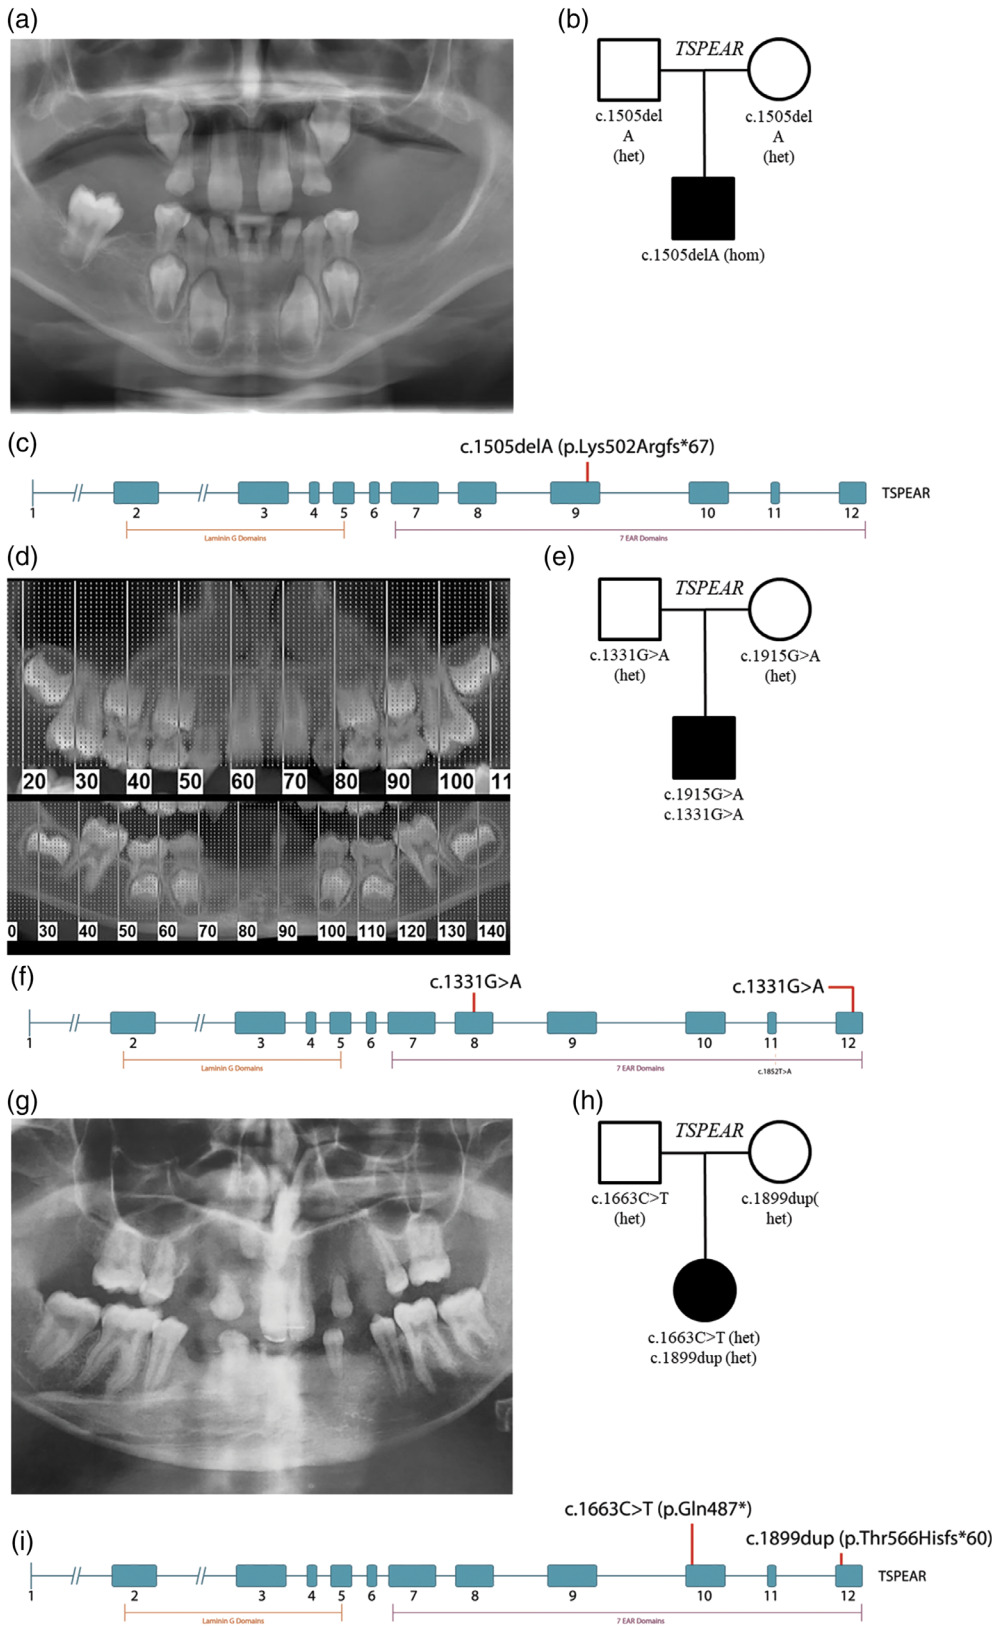 (a)
(b)
TSPEAR
c.1505del
A
(het)
c.1505del
A
(het)
c.1505delA (hom)
(c)
c.1505delA (p.Lys502Argfs*67)
TSPEAR
1 2 3 4 5 6 7 8 9 10 11 12
Laminin G Domains
7 EAR Domains
(d)
20 30 40 50 60 70 80 90 100 11
0 30 40 50 60 70 80 90 100 110 120 130 140
(e)
TSPEAR
c.1331G>A
(het)
c.1915G>A
(het)
c.1915G>A
c.1331G>A
(f)
c.1331G>A
c.1331G>A
1 2 3 4 5 6 7 8 9 10 11 12
Laminin G Domains
7 EAR Domains
c.1852T>A
(g)
(h)
TSPEAR
c.1663C>T
(het)
c.1899dup(
het)
c.1663C>T (het)
c.1899dup (het)
(i)
c.1663C>T (p.Gln487*)
c.1899dup (p.Thr566Hisfs*60)
TSPEAR
1 2 3 4 5 6 7 8 9 10 11 12
Laminin G Domains
7 EAR Domains